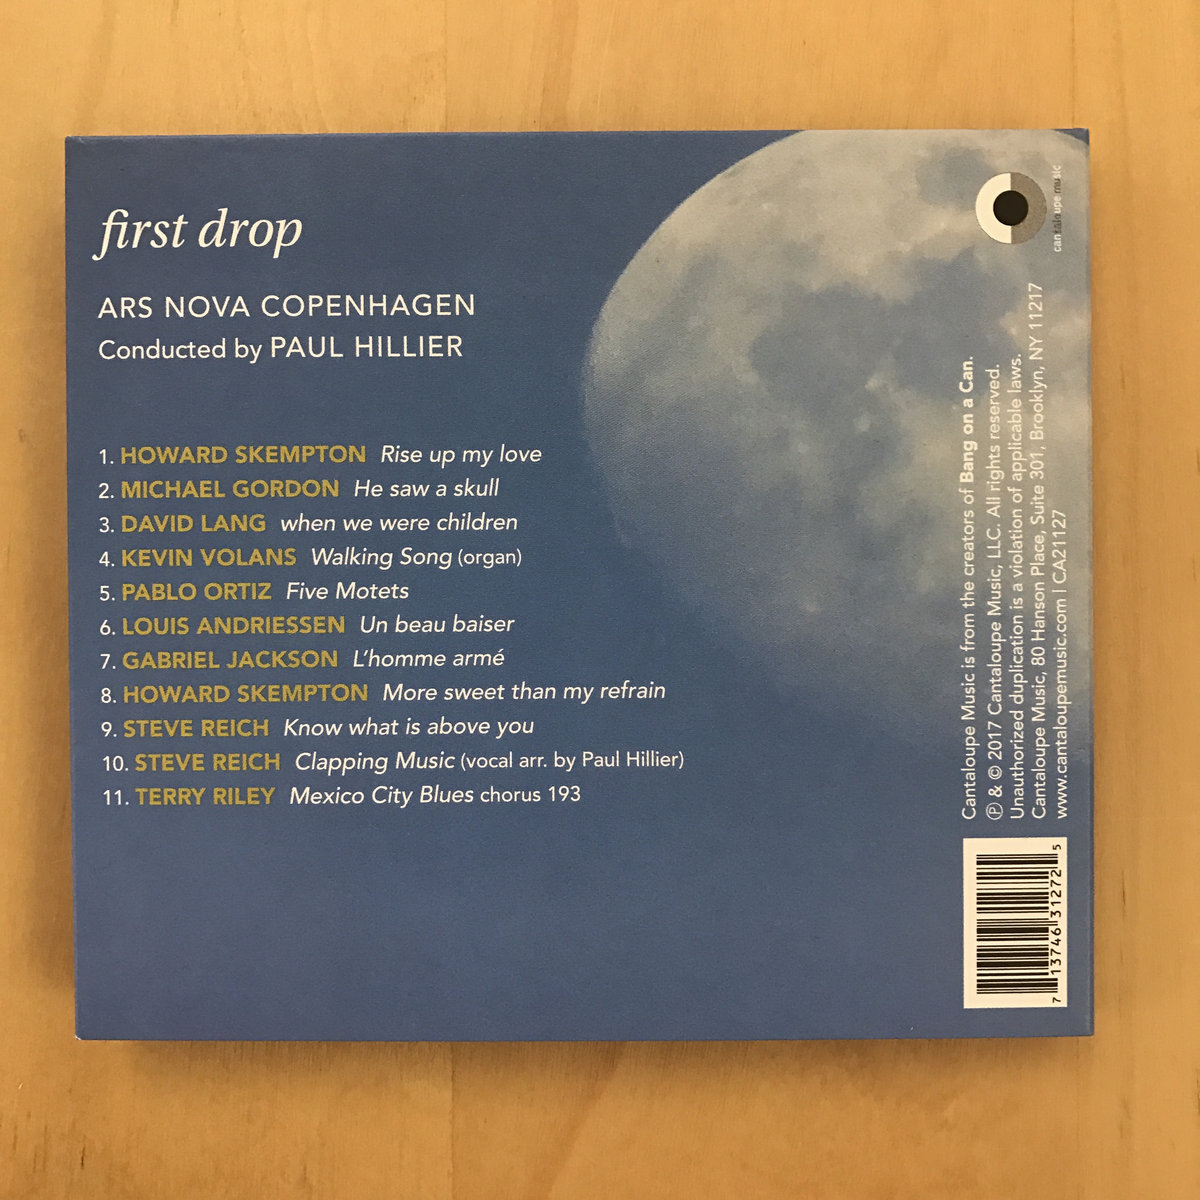 first drop
ARS NOVA COPENHAGEN
Conducted by PAUL HILLIER
1. HOWARD SKEMPTON Rise up my love
2. MICHAEL GORDON He saw a skull
3. DAVID LANG when we were children
4. KEVIN VOLANS Walking Song (organ)
5. PABLO ORTIZ Five Motets
6. LOUIS ANDRIESSEN Un beau baiser
7. GABRIEL JACKSON L'homme armé
8. HOWARD SKEMPTON More sweet than my refrain
9. STEVE REICH Know what is above you
10. STEVE REICH Clapping Music (vocal arr. by Paul Hillier)
11. TERRY RILEY Mexico City Blues chorus 193
cantaloupe music
Cantaloupe Music is from the creators of Bang on a Can.
℗ & © 2017 Cantaloupe Music, LLC. All rights reserved.
Unauthorized duplication is a violation of applicable laws.
Cantaloupe Music, 80 Hanson Place, Suite 301, Brooklyn, NY 11217
www.cantaloupemusic.com | CA21127
7 13746 31272 5